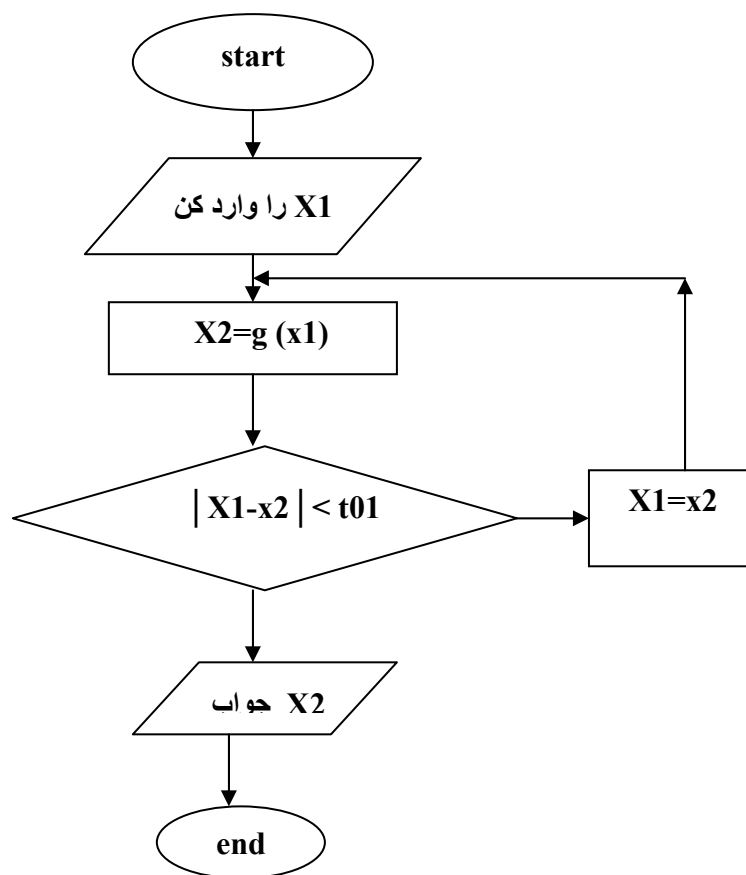 start
X1 را وارد کن
X2=g (x1)
|X1-x2|< t01
X1=x2
X2 جواب
end